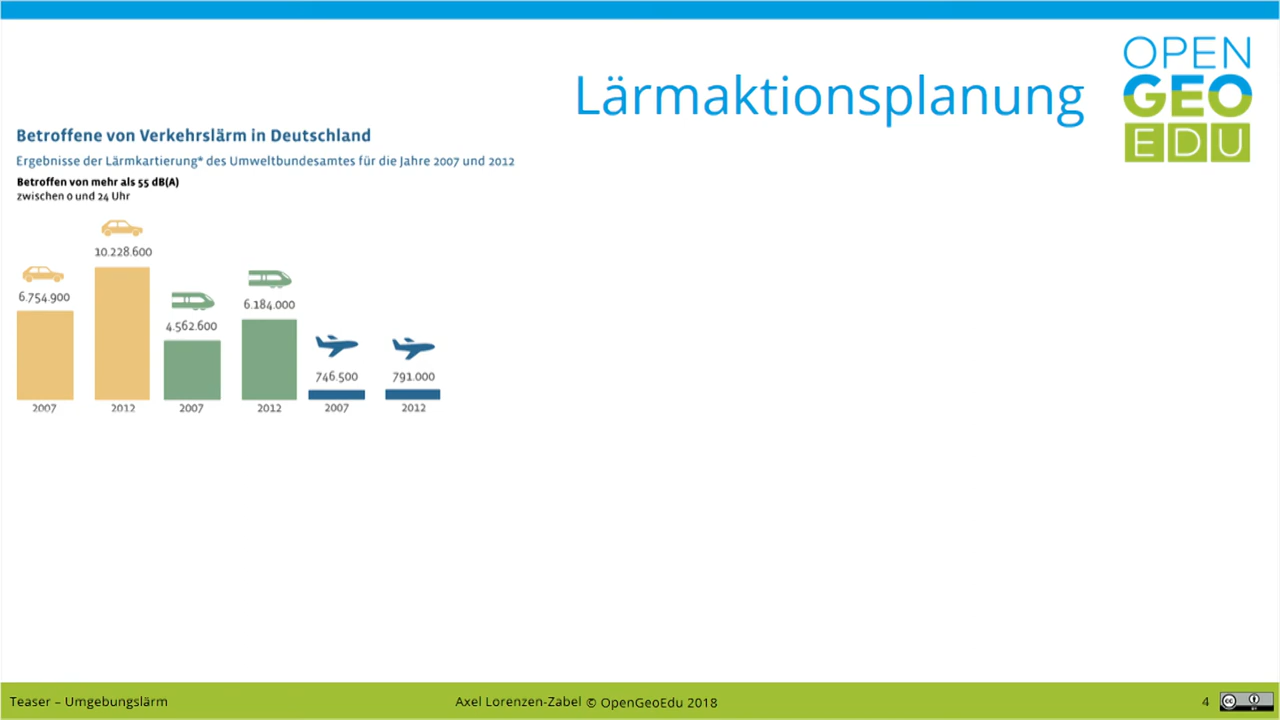 OPEN
GEO
EDU
Lärmaktionsplanung
Betroffene von Verkehrslärm in Deutschland
Ergebnisse der Lärmkartierung* des Umweltbundesamtes für die Jahre 2007 und 2012
Betroffen von mehr als 55 dB(A)
zwischen 0 und 24 Uhr
6.754.900
10.228.600
4.562.600
6.184.000
746.500
791.000
2007
2012
2007
2012
2007
2012
Teaser – Umgebungslärm
Axel Lorenzen-Zabel © OpenGeoEdu 2018
4
cc
BY